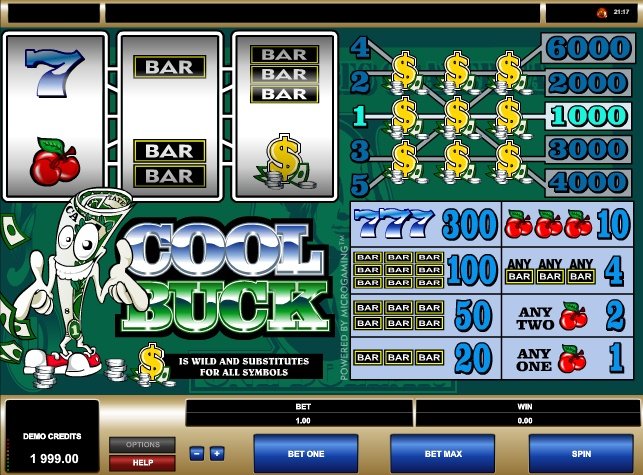 21:17
7 BAR BAR
BAR
BAR
BAR
BAR
4 $ $ $ 6000
2 2000
1 $ $ $ 1000
3 $ $ $ 3000
5 4000
COOL
BUCK
$ IS WILD AND SUBSTITUTES
FOR ALL SYMBOLS
POWERED BY MICROGAMING™
777 300
10
BAR BAR BAR
BAR BAR BAR 100
BAR BAR BAR
ANY ANY ANY
BAR BAR BAR 4
BAR BAR BAR
BAR BAR BAR 50
ANY
TWO 2
BAR BAR BAR 20
ANY
ONE 1
DEMO CREDITS
1 999.00
BET
1.00
WIN
0.00
OPTIONS
HELP
- +
BET ONE
BET MAX
SPIN